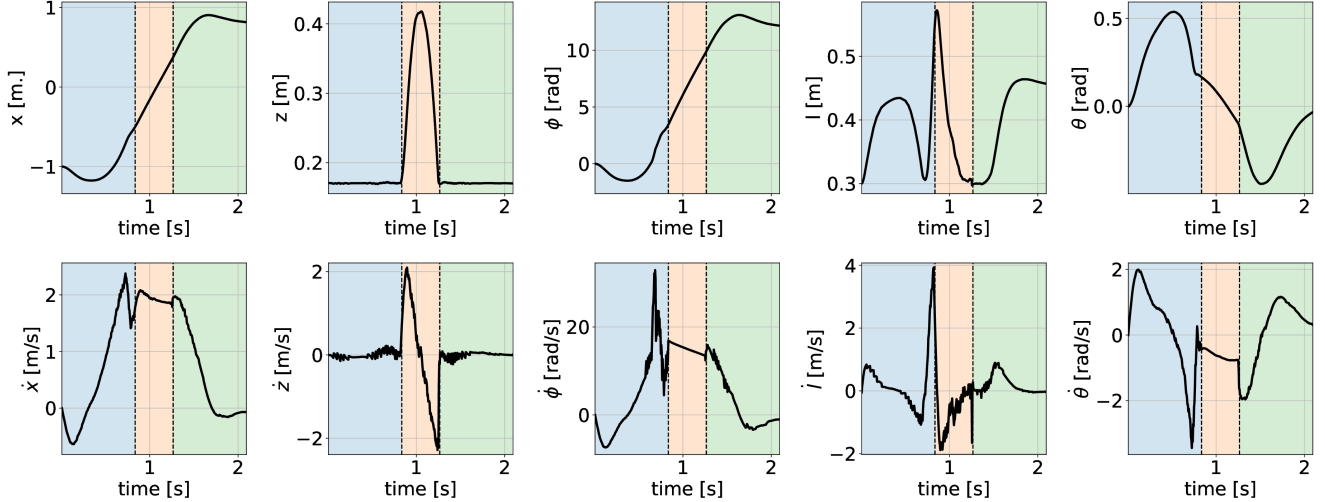 1
0
−1
x [m.]
1
2
time [s]
0.4
0.3
0.2
z [m]
1
2
time [s]
10
5
0
ϕ [rad]
1
2
time [s]
0.5
0.4
0.3
l [m]
1
2
time [s]
0.5
0.0
θ [rad]
1
2
time [s]
2
1
0
ẋ [m/s]
1
2
time [s]
2
0
−2
ż [m/s]
1
2
time [s]
20
0
ϕ̇ [rad/s]
1
2
time [s]
4
2
0
−2
l̇ [m/s]
1
2
time [s]
2
0
−2
θ̇ [rad/s]
1
2
time [s]